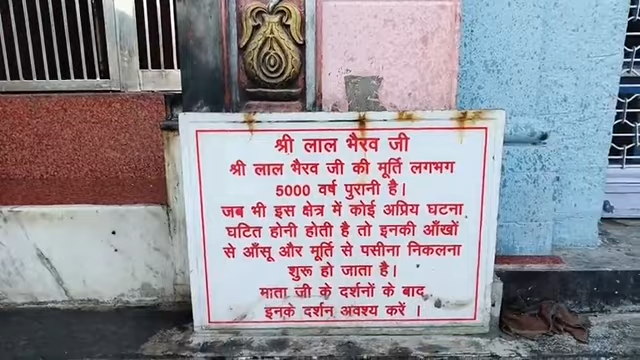 श्री लाल भैरव जी
श्री लाल भैरव जी की मूर्ति लगभग
5000 वर्ष पुरानी है।
जब भी इस क्षेत्र में कोई अप्रिय घटना
घटित होनी होती है तो इनकी आँखों
से आँसू और मूर्ति से पसीना निकलना
शुरू हो जाता है।
माता जी के दर्शनों के बाद
इनके दर्शन अवश्य करें ।